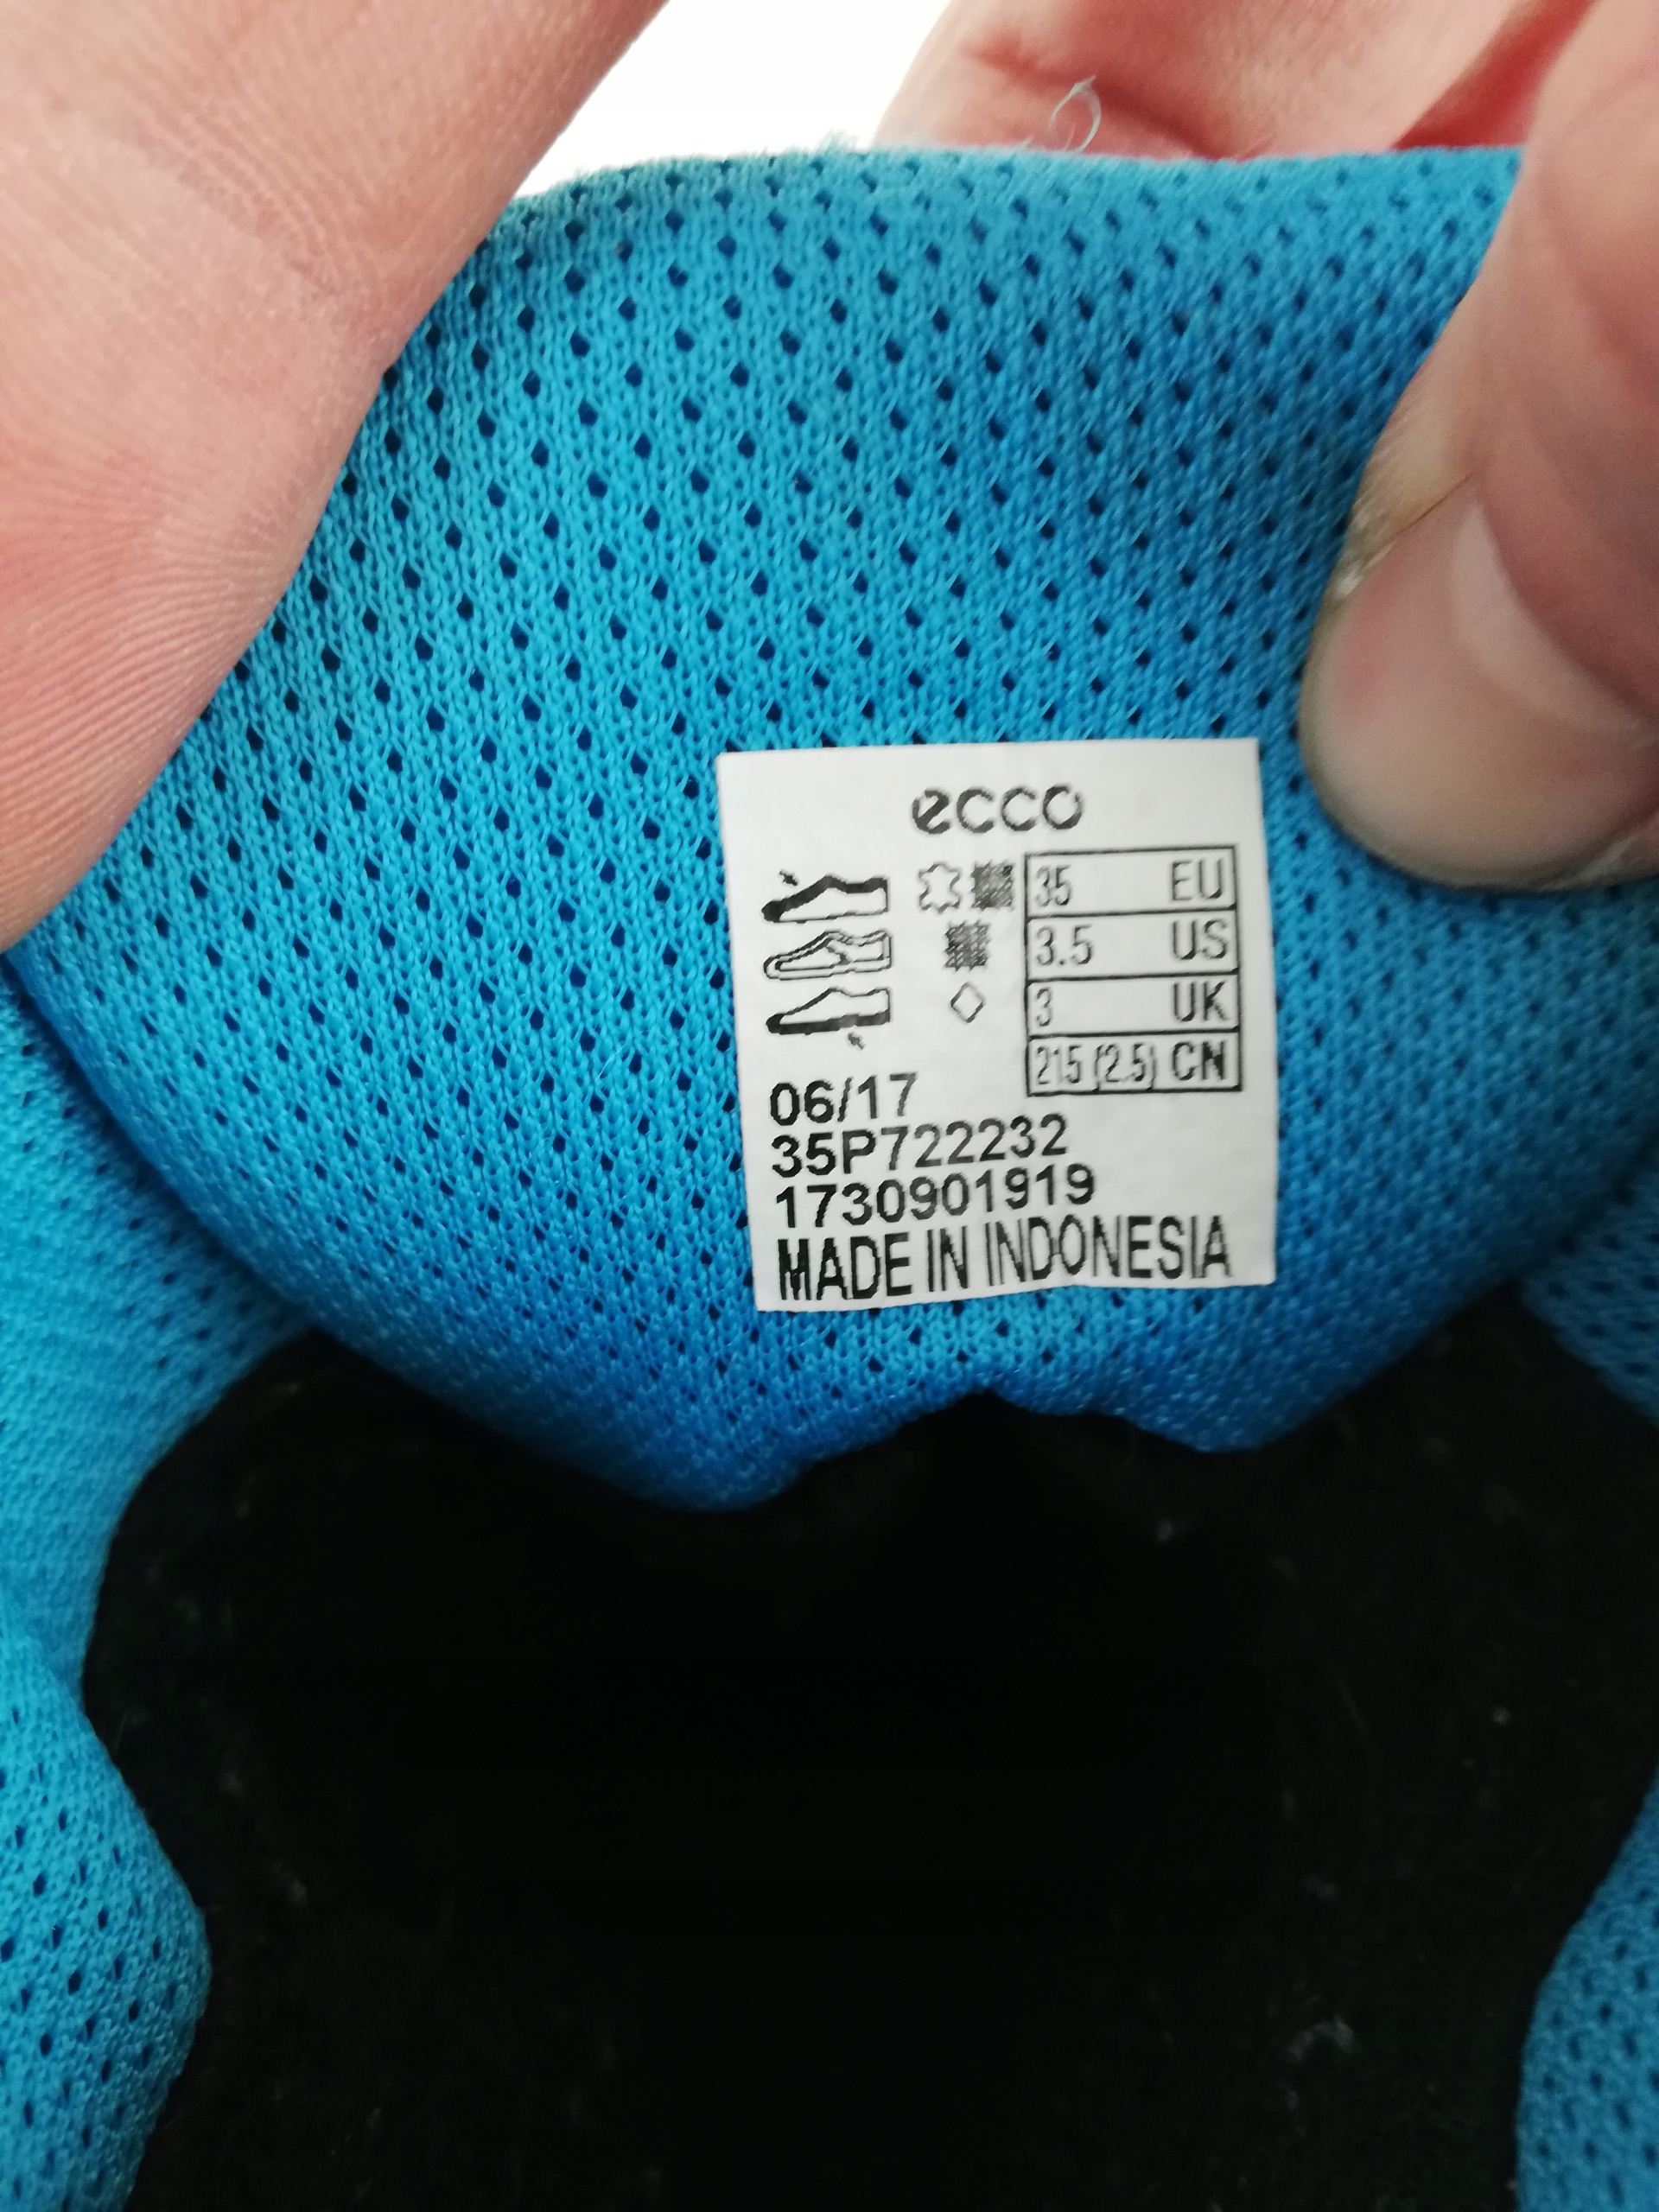 ecco
35 EU
3.5 US
3 UK
215 (2.5) CN
06/17
35P722232
1730901919
MADE IN INDONESIA